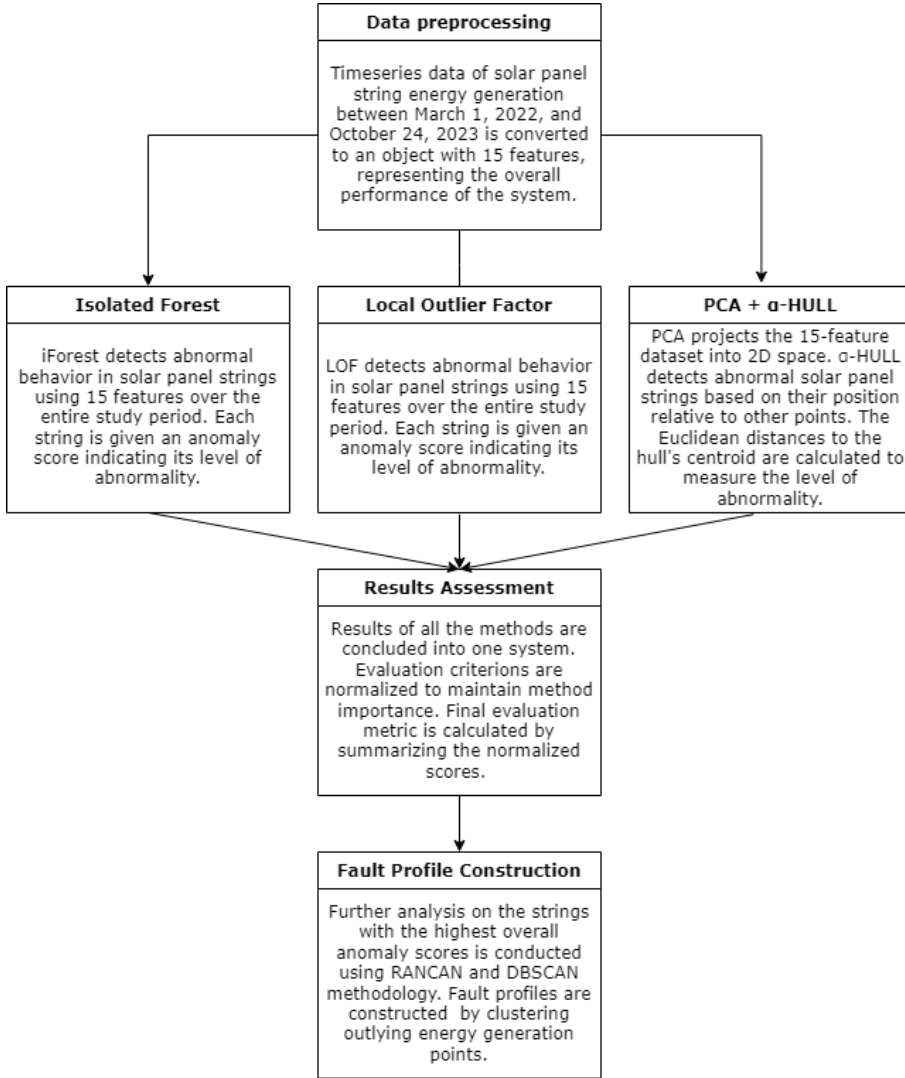 Data preprocessing
Timeseries data of solar panel
string energy generation
between March 1, 2022, and
October 24, 2023 is converted
to an object with 15 features,
representing the overall
performance of the system.
Isolated Forest
iForest detects abnormal
behavior in solar panel strings
using 15 features over the
entire study period. Each
string is given an anomaly
score indicating its level of
abnormality.
Local Outlier Factor
LOF detects abnormal behavior
in solar panel strings using 15
features over the entire study
period. Each string is given an
anomaly score indicating its
level of abnormality.
PCA + α-HULL
PCA projects the 15-feature
dataset into 2D space. α-HULL
detects abnormal solar panel
strings based on their position
relative to other points. The
Euclidean distances to the
hull's centroid are calculated to
measure the level of
abnormality.
Results Assessment
Results of all the methods are
concluded into one system.
Evaluation criterions are
normalized to maintain method
importance. Final evaluation
metric is calculated by
summarizing the normalized
scores.
Fault Profile Construction
Further analysis on the strings
with the highest overall
anomaly scores is conducted
using RANCAN and DBSCAN
methodology. Fault profiles are
constructed by clustering
outlying energy generation
points.